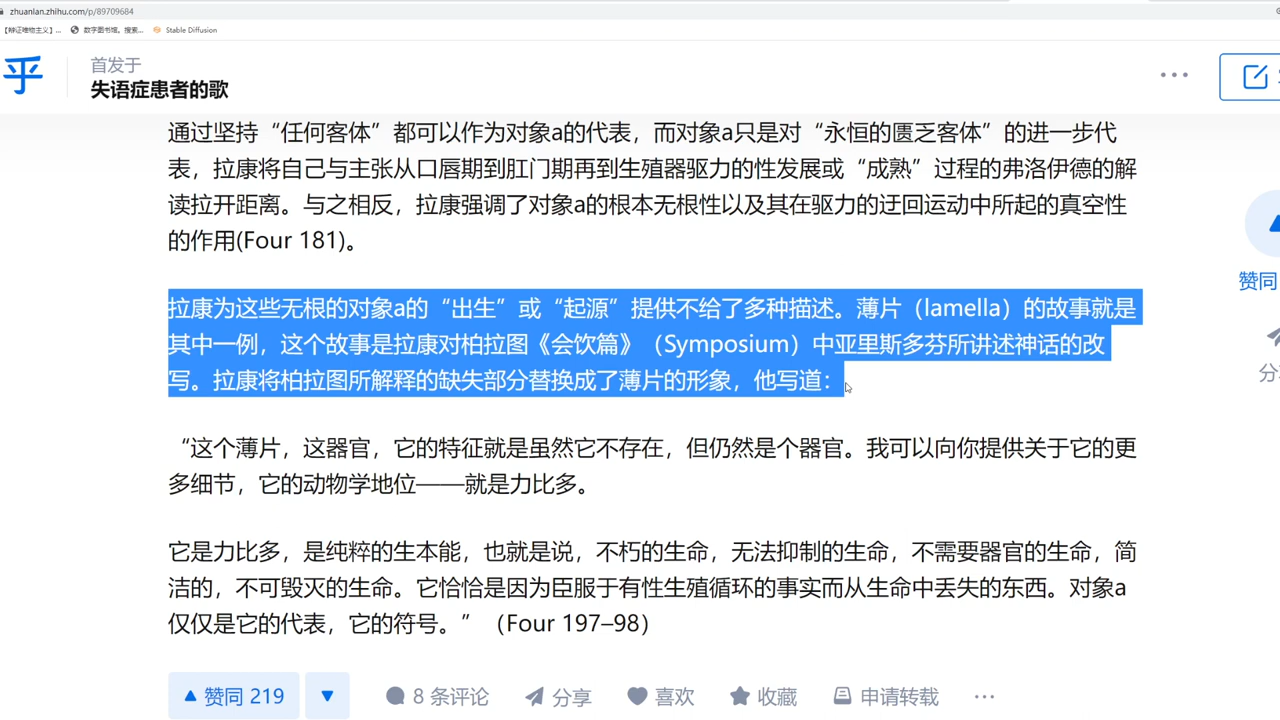 zhuanlan.zhihu.com/p/89709684
【辩证唯物主义】... 数字图书馆。搜索... Stable Diffusion
乎
首发于
失语症患者的歌
通过坚持“任何客体”都可以作为对象a的代表，而对象a只是对“永恒的匮乏客体”的进一步代
表，拉康将自己与主张从口唇期到肛门期再到生殖器驱力的性发展或“成熟”过程的弗洛伊德的解
读拉开距离。与之相反，拉康强调了对象a的根本无根性以及其在驱力的迂回运动中所起的真空性
的作用(Four 181)。
拉康为这些无根的对象a的“出生”或“起源”提供不给了多种描述。薄片（lamella）的故事就是
其中一例，这个故事是拉康对柏拉图《会饮篇》（Symposium）中亚里斯多芬所讲述神话的改
写。拉康将柏拉图所解释的缺失部分替换成了薄片的形象，他写道：
“这个薄片，这器官，它的特征就是虽然它不存在，但仍然是个器官。我可以向你提供关于它的更
多细节，它的动物学地位——就是力比多。
它是力比多，是纯粹的生本能，也就是说，不朽的生命，无法抑制的生命，不需要器官的生命，简
洁的，不可毁灭的生命。它恰恰是因为臣服于有性生殖循环的事实而从生命中丢失的东西。对象a
仅仅是它的代表，它的符号。”（Four 197–98）
赞同
分
赞同 219 8 条评论 分享 喜欢 收藏 申请转载